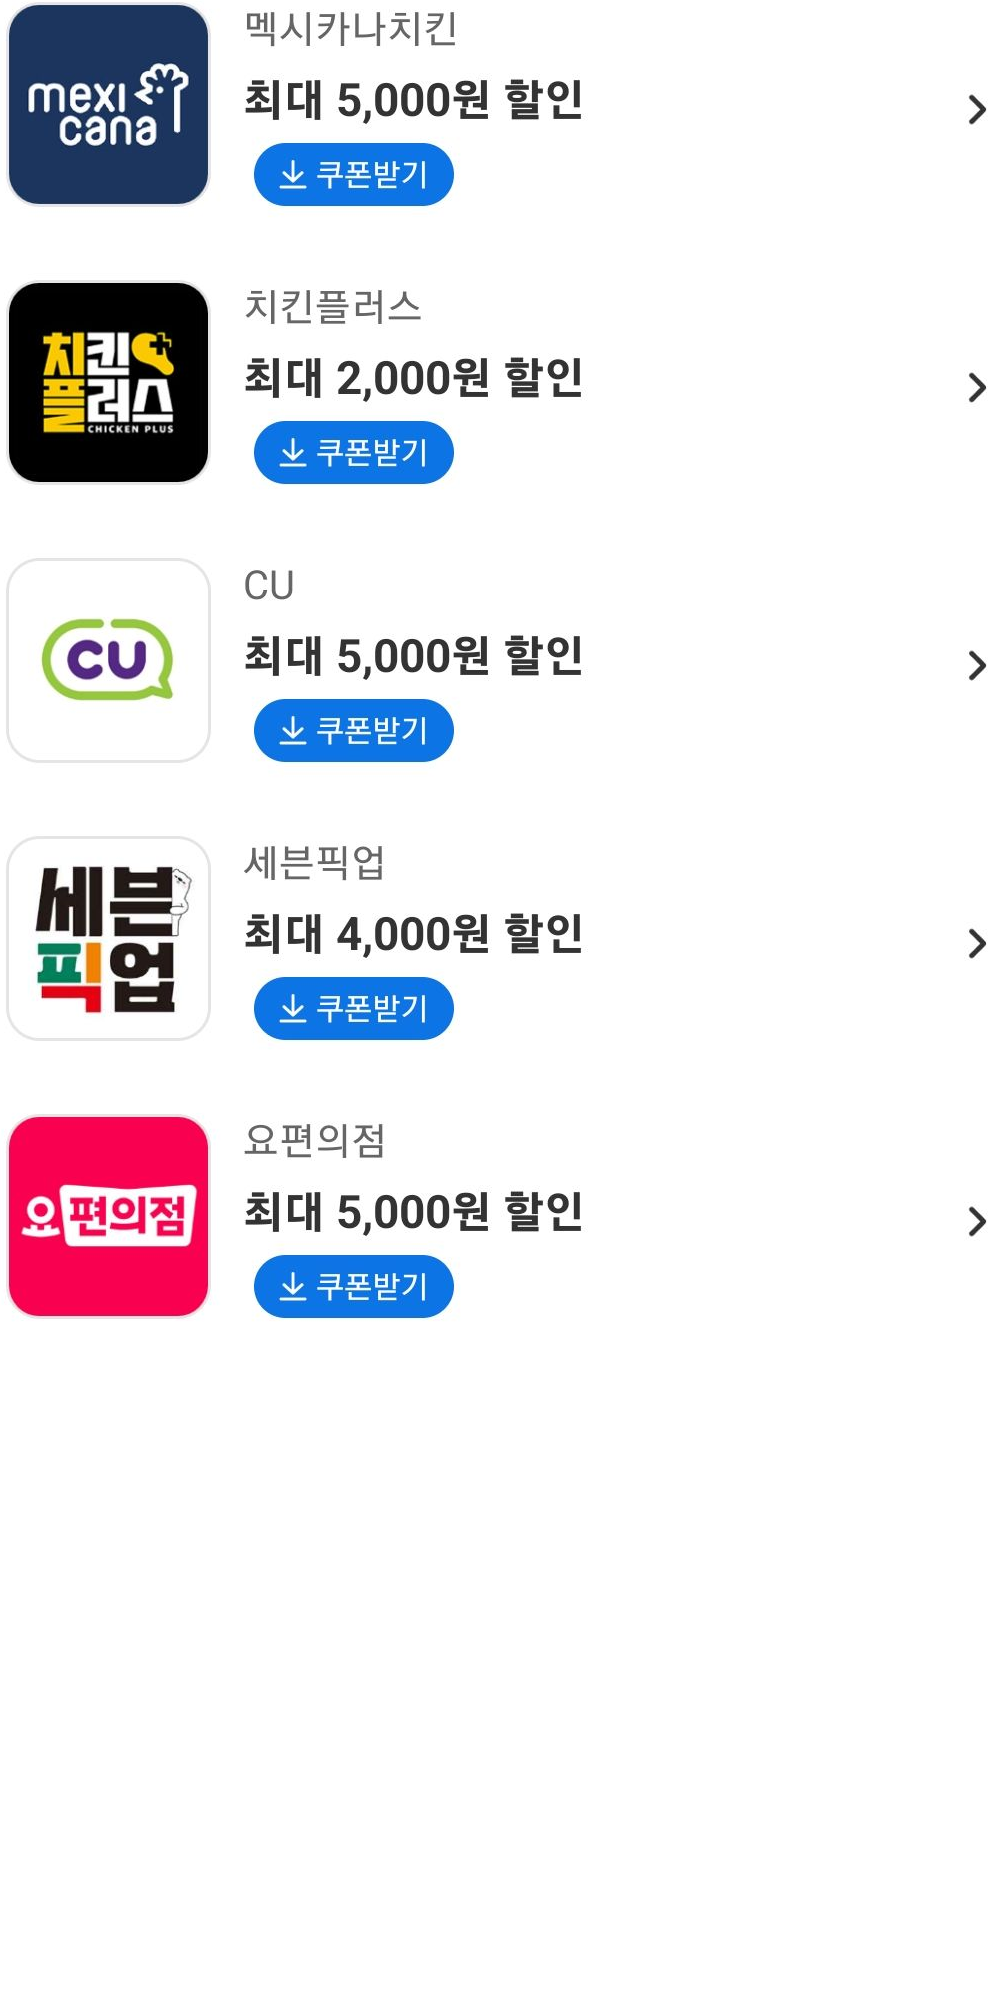 mexi
cana
멕시카나치킨
최대 5,000원 할인
쿠폰받기
치킨
플러스
CHICKEN PLUS
치킨플러스
최대 2,000원 할인
쿠폰받기
CU
CU
최대 5,000원 할인
쿠폰받기
세븐
픽업
세븐픽업
최대 4,000원 할인
쿠폰받기
요편의점
요편의점
최대 5,000원 할인
쿠폰받기